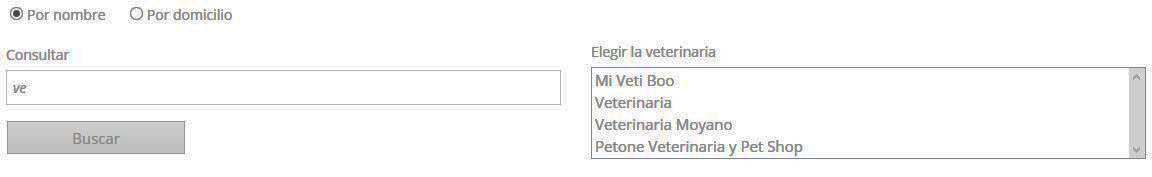 Por nombre Por domicilio
Consultar
ve
Buscar
Elegir la veterinaria
Mi Veti Boo
Veterinaria
Veterinaria Moyano
Petone Veterinaria y Pet Shop